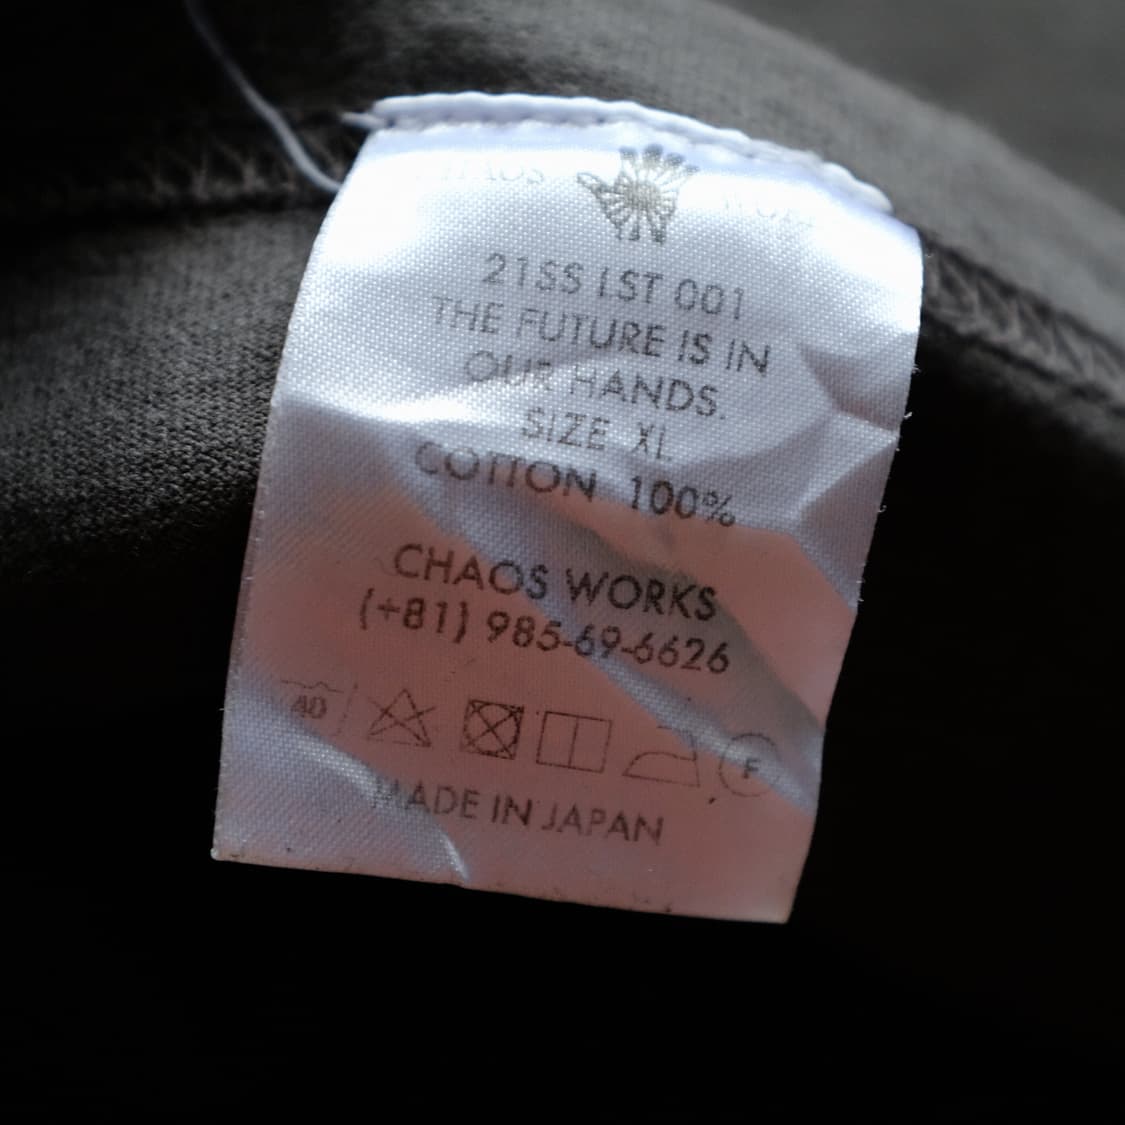 CHAOS
21SS LST 001
THE FUTURE IS IN
OUR HANDS.
SIZE XL
COTTON 100%
CHAOS WORKS
(+81) 985-69-6626
40
F
MADE IN JAPAN